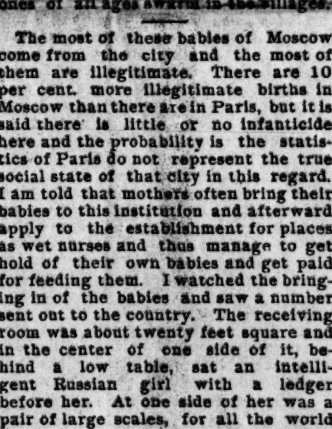 ones of all ages swarm in the villages.
The most of these babies of Moscow
come from the city and the most of
them are illegitimate. There are 10
per cent. more illegitimate births in
Moscow than there are in Paris, but it is
said there is little or no infanticide
here and the probability is the statis-
tics of Paris do not represent the true
social state of that city in this regard.
I am told that mothers often bring their
babies to this institution and afterward
apply to the establishment for places
as wet nurses and thus manage to get
hold of their own babies and get paid
for feeding them. I watched the bring-
ing in of the babies and saw a number
sent out to the country. The receiving
room was about twenty feet square and
in the center of one side of it, be-
hind a low table, sat an intelli-
gent Russian girl with a ledger
before her. At one side of her was a
pair of large scales, for all the world